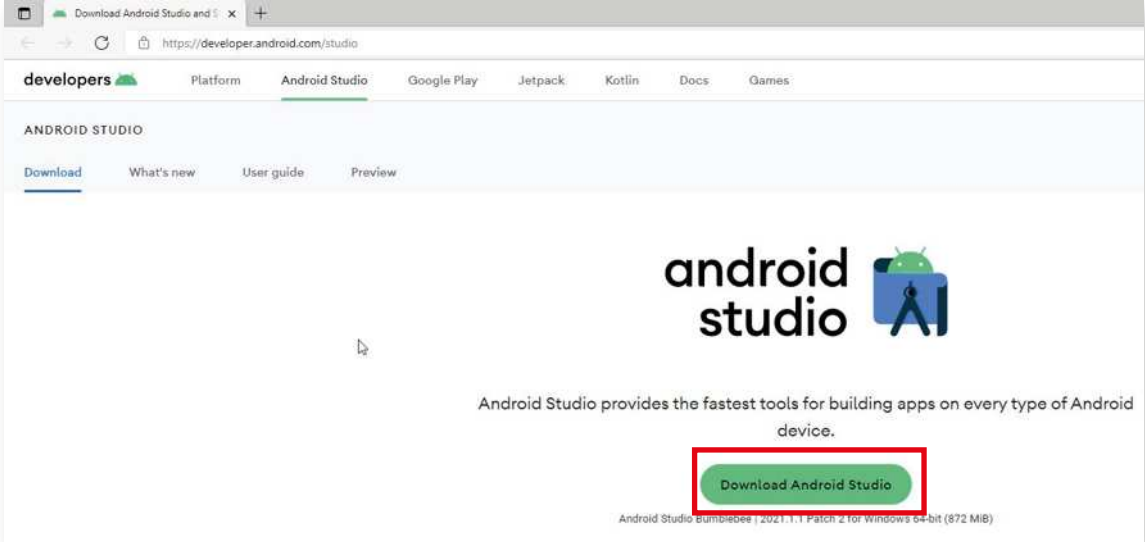 Download Android Studio and S
https://developer.android.com/studio
developers Platform Android Studio Google Play Jetpack Kotlin Docs Games
ANDROID STUDIO
Download What's new User guide Preview
android
studio
Android Studio provides the fastest tools for building apps on every type of Android
device.
Download Android Studio
Android Studio Bumblebee | 2021.1.1 Patch 2 for Windows 64-bit (872 MiB)